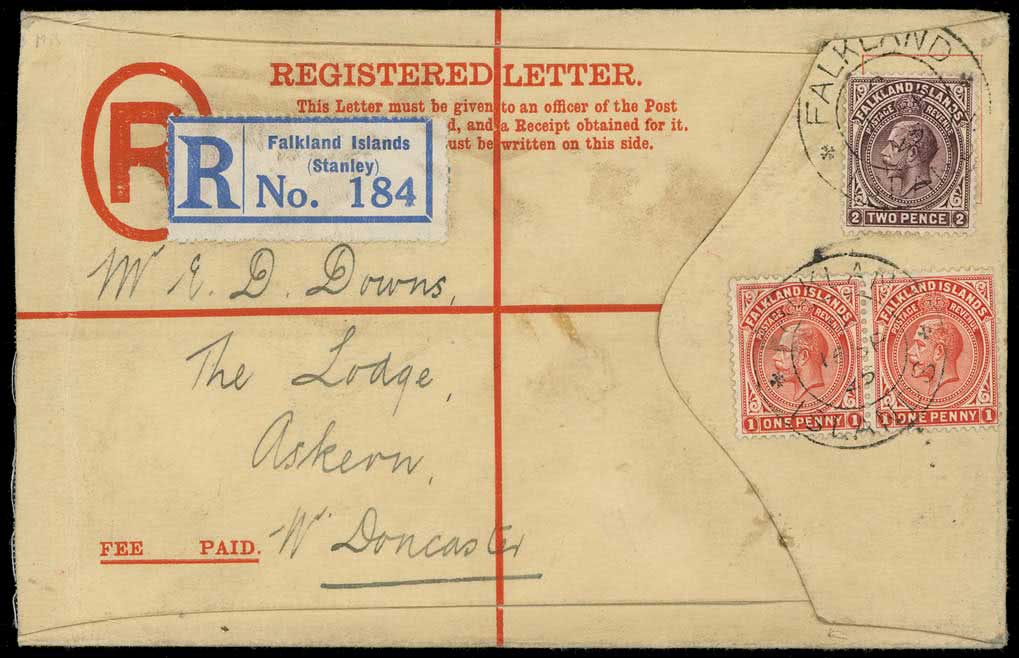 REGISTERED LETTER.
This Letter must be given to an officer of the Post
d, and a Receipt obtained for it.
ust be written on this side.
R
R
Falkland Islands
(Stanley)
No. 184
FALKLAND
FALKLAND ISLANDS
POSTAGE REVENUE
2 TWO PENCE 2
Mr E. D. Downs,
The Lodge,
Askern,
Nr Doncaster
FALKLAND ISLANDS
POSTAGE REVENUE
1 ONE PENNY 1
FALKLAND ISLANDS
POSTAGE REVENUE
1 ONE PENNY 1
FEE PAID.